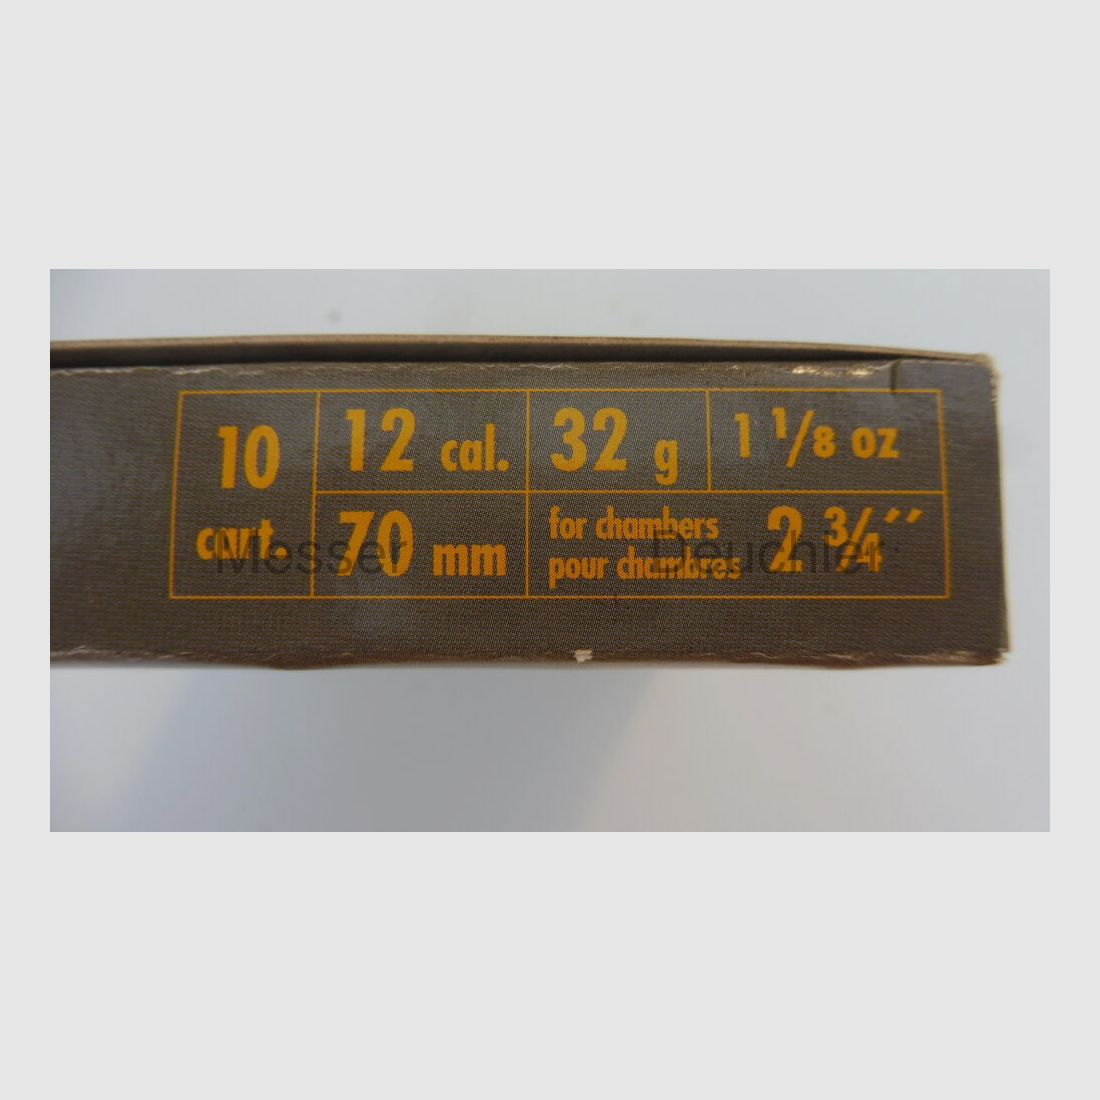 10 cart.
12 cal.
32 g
1 1/8 oz
70 mm
for chambers
pour chambres
2 3/4´´
Messer Deuchler